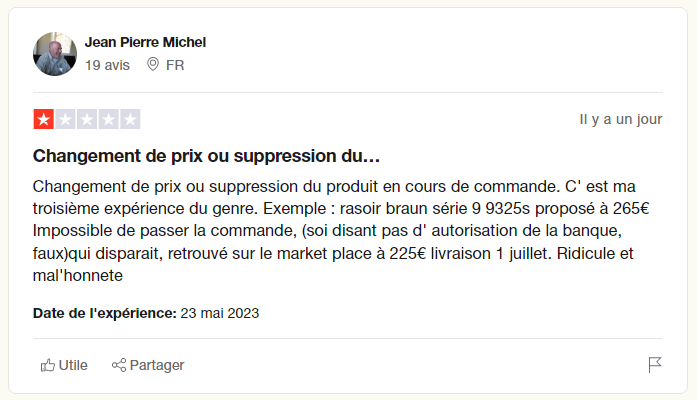 Jean Pierre Michel
19 avis FR
Il y a un jour
Changement de prix ou suppression du…
Changement de prix ou suppression du produit en cours de commande. C' est ma
troisième expérience du genre. Exemple : rasoir braun série 9 9325s proposé à 265€
Impossible de passer la commande, (soi disant pas d' autorisation de la banque,
faux)qui disparait, retrouvé sur le market place à 225€ livraison 1 juillet. Ridicule et
mal'honnete
Date de l'expérience: 23 mai 2023
Utile Partager